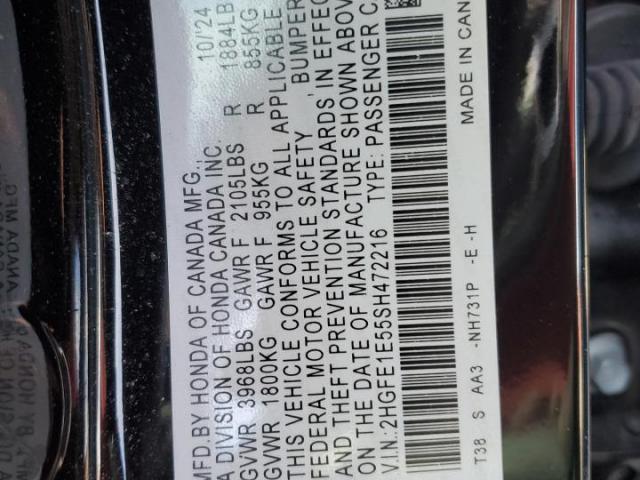 MFD.BY HONDA OF CANADA MFG., 10/'24
A DIVISION OF HONDA CANADA INC.
GVWR 3968LBS GAWR F 2105LBS R 1884LB
GVWR 1800KG GAWR F 955KG R 855KG
THIS VEHICLE CONFORMS TO ALL APPLICABLE
FEDERAL MOTOR VEHICLE SAFETY , BUMPER
AND THEFT PREVENTION STANDARDS IN EFFEC
ON THE DATE OF MANUFACTURE SHOWN ABOV
V.I.N.:2HGFE1E55SH472216 TYPE: PASSENGER C
T38 S AA3 -NH731P -E -H MADE IN CAN